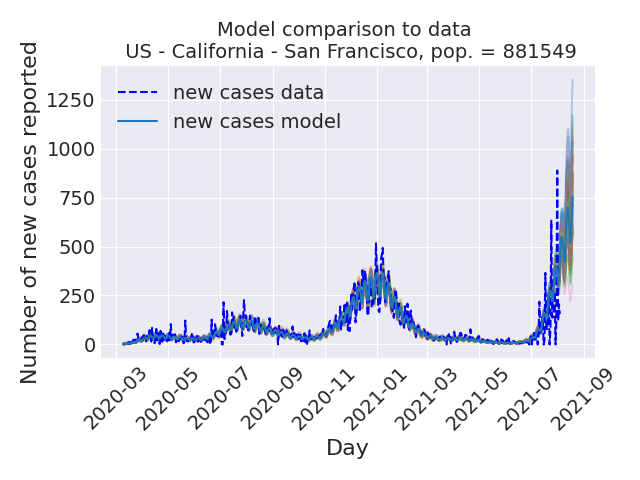 Model comparison to data
US - California - San Francisco, pop. = 881549
Number of new cases reported
new cases data
new cases model
1250
1000
750
500
250
0
2020-03
2020-05
2020-07
2020-09
2020-11
2021-01
2021-03
2021-05
2021-07
2021-09
Day